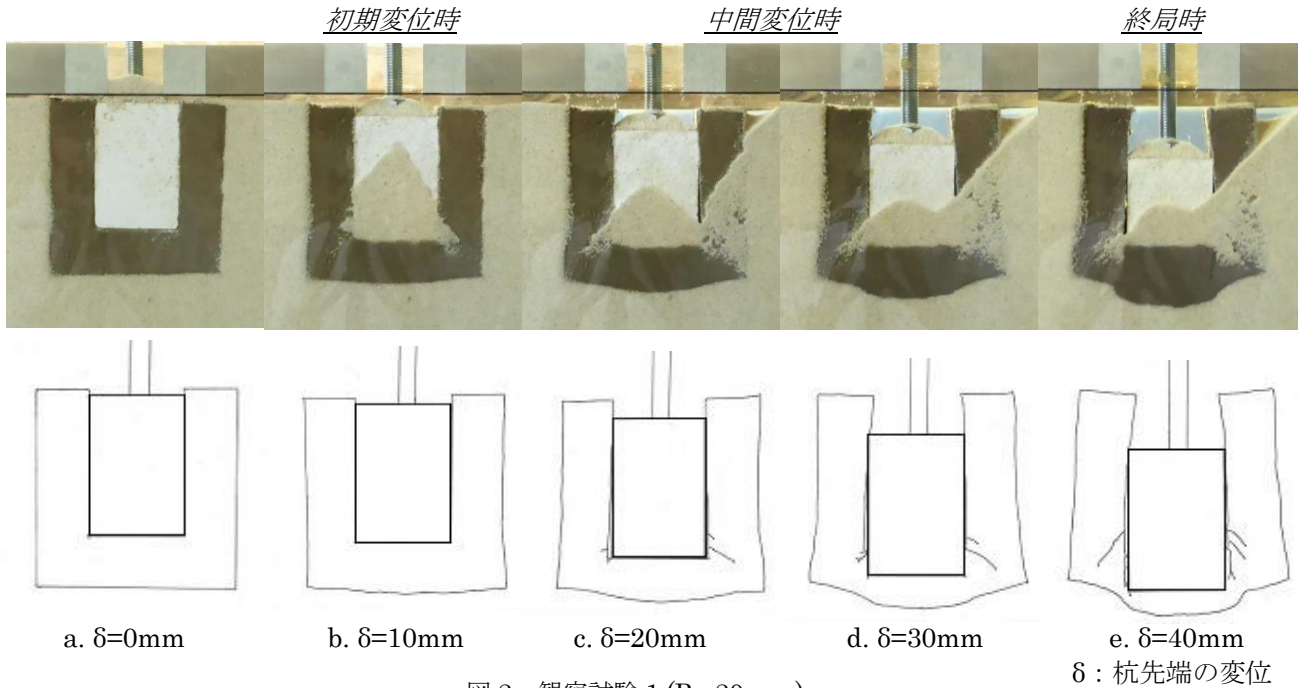 初期変位時
中間変位時
終局時
a. δ=0mm
b. δ=10mm
c. δ=20mm
d. δ=30mm
e. δ=40mm
δ：杭先端の変位